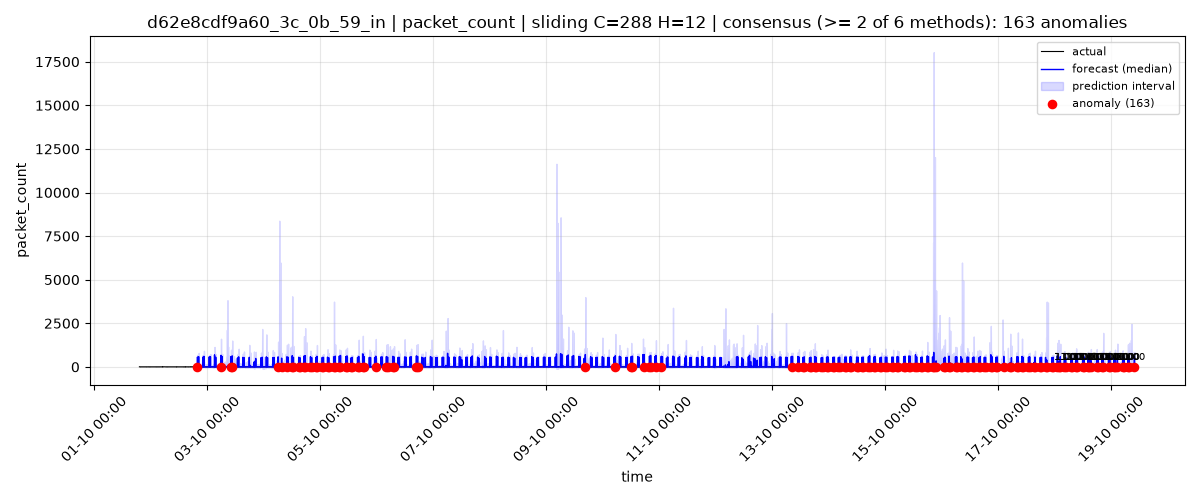 d62e8cdf9a60_3c_0b_59_in | packet_count | sliding C=288 H=12 | consensus (>= 2 of 6 methods): 163 anomalies
actual
forecast (median)
prediction interval
anomaly (163)
17500
15000
12500
10000
7500
5000
2500
0
packet_count
01-10 00:00
03-10 00:00
05-10 00:00
07-10 00:00
09-10 00:00
11-10 00:00
13-10 00:00
15-10 00:00
17-10 00:00
19-10 00:00
time